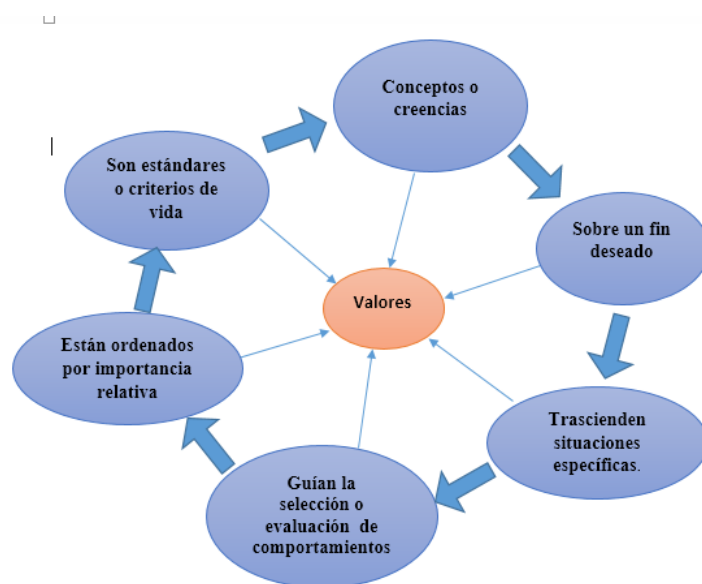 Conceptos o
creencias
Sobre un fin
deseado
Trascienden
situaciones
específicas.
Guían la
selección o
evaluación de
comportamientos
Están ordenados
por importancia
relativa
Son estándares
o criterios de
vida
Valores